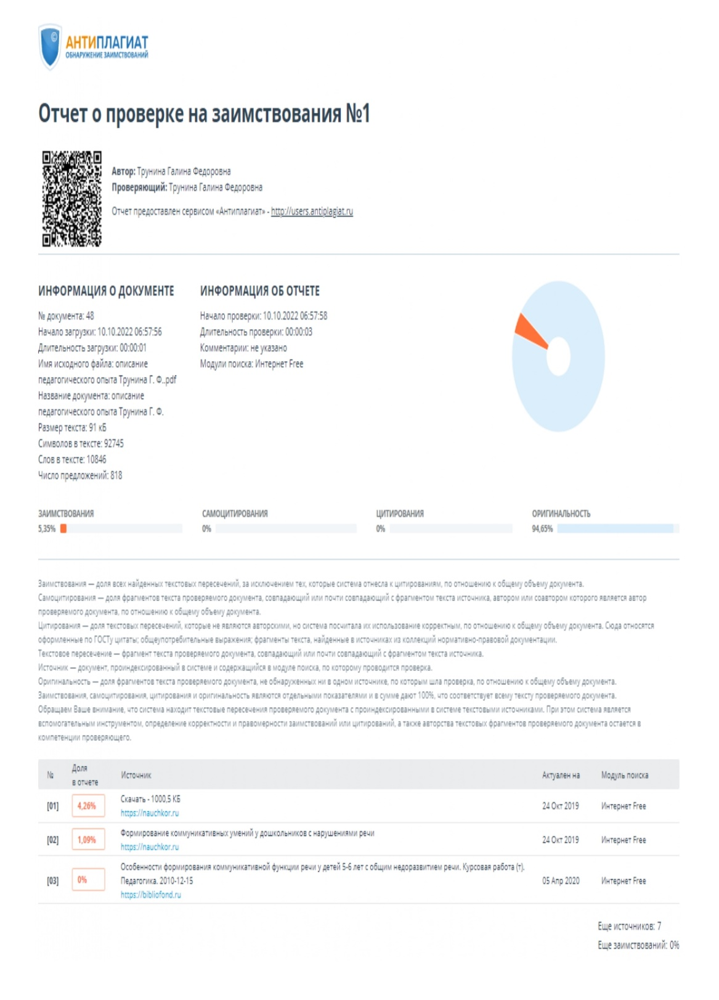 АНТИПЛАГИАТ
ОБНАРУЖЕНИЕ ЗАИМСТВОВАНИЙ
Отчет о проверке на заимствования №1
Автор: Трунина Галина Федоровна
Проверяющий: Трунина Галина Федоровна
Отчет предоставлен сервисом «Антиплагиат» - http://users.antiplagiat.ru
ИНФОРМАЦИЯ О ДОКУМЕНТЕ
№ документа: 48
Начало загрузки: 10.10.2022 06:57:56
Длительность загрузки: 00:00:01
Имя исходного файла: описание
педагогического опыта Трунина Г. Ф..pdf
Название документа: описание
педагогического опыта Трунина Г. Ф.
Размер текста: 91 кБ
Символов в тексте: 92745
Слов в тексте: 10846
Число предложений: 818
ИНФОРМАЦИЯ ОБ ОТЧЕТЕ
Начало проверки: 10.10.2022 06:57:58
Длительность проверки: 00:00:03
Комментарии: не указано
Модули поиска: Интернет Free
ЗАИМСТВОВАНИЯ
5,35%
САМОЦИТИРОВАНИЯ
0%
ЦИТИРОВАНИЯ
0%
ОРИГИНАЛЬНОСТЬ
94,65%
Заимствования — доля всех найденных текстовых пересечений, за исключением тех, которые система отнесла к цитированиям, по отношению к общему объему документа.
Самоцитирования — доля фрагментов текста проверяемого документа, совпадающий или почти совпадающий с фрагментом текста источника, автором или соавтором которого является автор
проверяемого документа, по отношению к общему объему документа.
Цитирования — доля текстовых пересечений, которые не являются авторскими, но система посчитала их использование корректным, по отношению к общему объему документа. Сюда относятся
оформленные по ГОСТу цитаты; общеупотребительные выражения; фрагменты текста, найденные в источниках из коллекций нормативно-правовой документации.
Текстовое пересечение — фрагмент текста проверяемого документа, совпадающий или почти совпадающий с фрагментом текста источника.
Источник — документ, проиндексированный в системе и содержащийся в модуле поиска, по которому проводится проверка.
Оригинальность — доля фрагментов текста проверяемого документа, не обнаруженных ни в одном источнике, по которым шла проверка, по отношению к общему объему документа.
Заимствования, самоцитирования, цитирования и оригинальность являются отдельными показателями и в сумме дают 100%, что соответствует всему тексту проверяемого документа.
Обращаем Ваше внимание, что система находит текстовые пересечения проверяемого документа с проиндексированными в системе текстовыми источниками. При этом система является
вспомогательным инструментом, определение корректности и правомерности заимствований или цитирований, а также авторства текстовых фрагментов проверяемого документа остается в
компетенции проверяющего.
№ Доля в отчете Источник Актуален на Модуль поиска
[01] 4,26% Скачать - 1000,5 КБ 24 Окт 2019 Интернет Free
https://nauchkor.ru
[02] 1,09% Формирование коммуникативных умений у дошкольников с нарушениями речи 24 Окт 2019 Интернет Free
https://nauchkor.ru
[03] 0% Особенности формирования коммуникативной функции речи у детей 5-6 лет с общим недоразвитием речи. Курсовая работа (т).
Педагогика. 2010-12-15 05 Апр 2020 Интернет Free
https://bibliofond.ru
Еще источников: 7
Еще заимствований: 0%